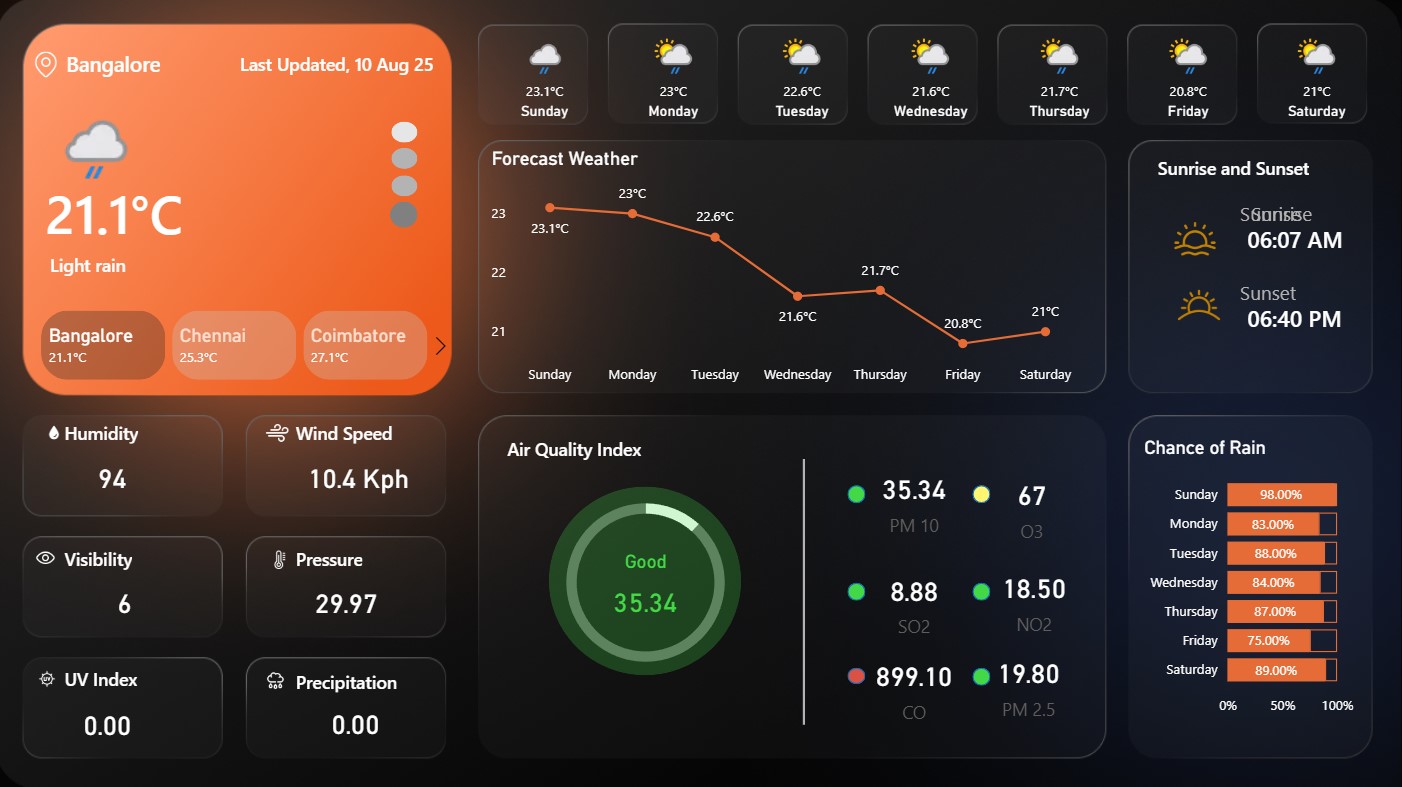 Bangalore
Last Updated, 10 Aug 25
21.1°C
Light rain
Bangalore
21.1°C
Chennai
25.3°C
Coimbatore
27.1°C
23.1°C
Sunday
23°C
Monday
22.6°C
Tuesday
21.6°C
Wednesday
21.7°C
Thursday
20.8°C
Friday
21°C
Saturday
Forecast Weather
23
22
21
23.1°C
23°C
22.6°C
21.6°C
21.7°C
20.8°C
21°C
Sunday Monday Tuesday Wednesday Thursday Friday Saturday
Sunrise and Sunset
Sunrise
Sunrise
06:07 AM
Sunset
06:40 PM
Humidity
94
Wind Speed
10.4 Kph
Visibility
6
Pressure
29.97
UV
UV Index
0.00
Precipitation
0.00
Air Quality Index
Good
35.34
35.34
PM 10
67
O3
8.88
SO2
18.50
NO2
899.10
CO
19.80
PM 2.5
Chance of Rain
Sunday 98.00%
Monday 83.00%
Tuesday 88.00%
Wednesday 84.00%
Thursday 87.00%
Friday 75.00%
Saturday 89.00%
0% 50% 100%